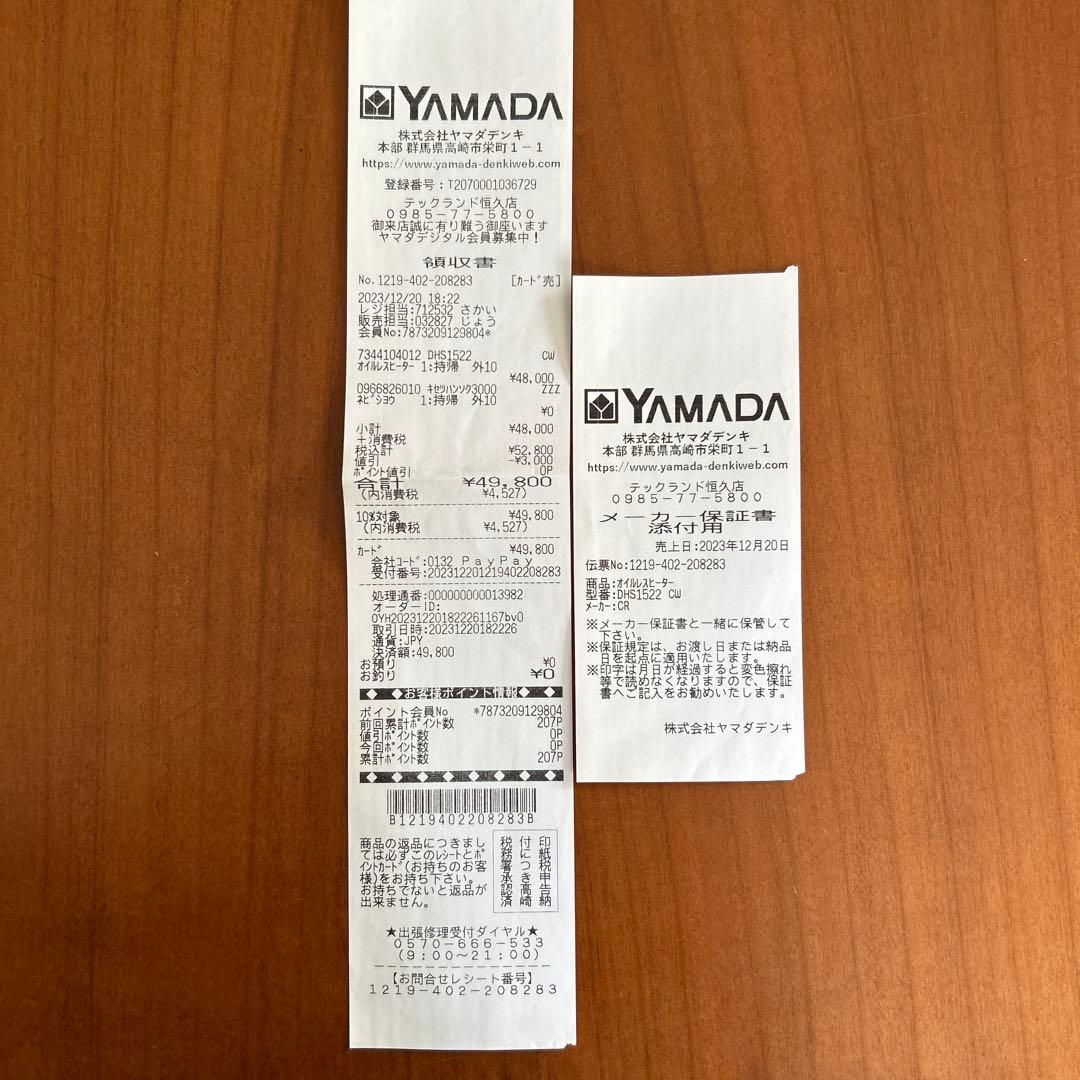 YAMADA
株式会社ヤマダデンキ
本部 群馬県高崎市栄町1-1
https://www.yamada-denkiweb.com
登録番号:T2070001036729
テックランド恒久店
0985-77-5800
御来店誠に有り難う御座います
ヤマダデジタル会員募集中!
領収書
No.1219-402-208283 [カード売]
2023/12/20 18:22
レジ担当:712532 さかい
販売担当:032827 じょう
会員No:7873209129804*
7344104012 DHS1522 CW
オイルレスヒーター 1:持帰 外10
¥48,000
0966826010 キセツハンソク3000 ZZZ
ネビキシヨウ 1:持帰 外10
¥0
小計 ¥48,000
+消費税
税込計 ¥52,800
値引 -¥3,000
ポイント値引 0P
合計 ¥49,800
(内消費税 ¥4,527)
10%対象 ¥49,800
(内消費税 ¥4,527)
カード ¥49,800
会社コード:0132 PayPay
受付番号:202312201219402208283
処理通番:000000000013982
オーダーID:
OYH202312201822261167bv0
取引日時:20231220182226
通貨:JPY
決済額:49,800
お預り ¥0
お釣り ¥0
◆◇◆◇お客様ポイント情報◆◇◆◇
ポイント会員No *7873209129804
前回累計ポイント数 207P
値引ポイント数 0P
今回ポイント数 0P
累計ポイント数 207P
B1219402208283B
商品の返品につきまし
ては必ずこのレシートとポ
イントカード(お持ちのお客
様)をお持ち下さい。
お持ちでないと返品が
出来ません。
印紙税申告納
付につき高崎
税務署承認済
★出張修理受付ダイヤル★
0570-666-533
(9:00~21:00)
【お問合せレシート番号】
1219-402-208283
YAMADA
株式会社ヤマダデンキ
本部 群馬県高崎市栄町1-1
https://www.yamada-denkiweb.com
テックランド恒久店
0985-77-5800
メーカー保証書
添付用
売上日:2023年12月20日
伝票No:1219-402-208283
商品:オイルレスヒーター
型番:DHS1522 CW
メーカー:CR
※メーカー保証書と一緒に保管して
下さい。
※保証規定は、お渡し日または納品
日を起点に適用いたします。
※印字は月日が経過すると変色擦れ
等で読めなくなりますので、保証
書へご記入をお勧めいたします。
株式会社ヤマダデンキ